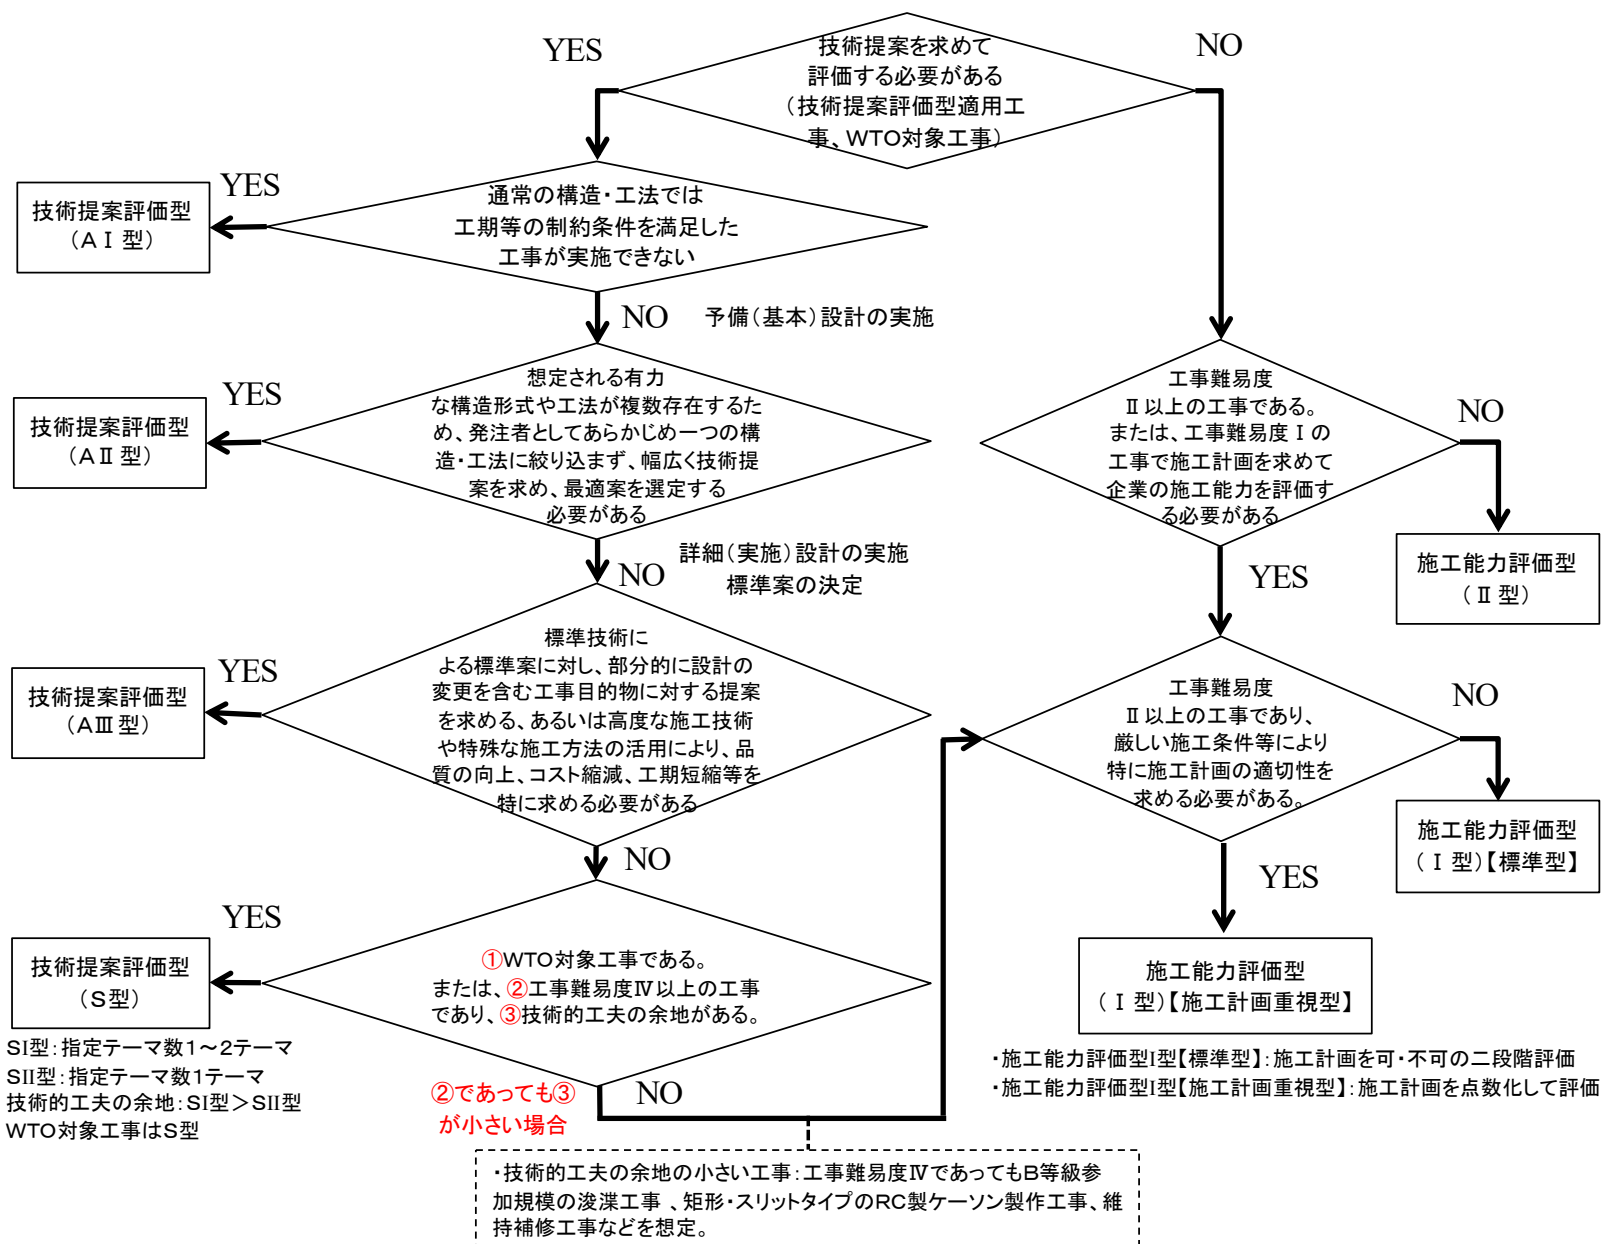 YES
技術提案を求めて
評価する必要がある
（技術提案評価型適用工
事、WTO対象工事）
NO
技術提案評価型
（AⅠ型）
YES
通常の構造・工法では
工期等の制約条件を満足した
工事が実施できない
NO
予備（基本）設計の実施
技術提案評価型
（AⅡ型）
YES
想定される有力
な構造形式や工法が複数存在するた
め、発注者としてあらかじめ一つの構
造・工法に絞り込まず、幅広く技術提
案を求め、最適案を選定する
必要がある
NO
詳細（実施）設計の実施
標準案の決定
工事難易度
Ⅱ以上の工事である。
または、工事難易度Ⅰの
工事で施工計画を求めて
企業の施工能力を評価す
る必要がある
NO
施工能力評価型
（Ⅱ型）
YES
技術提案評価型
（AⅢ型）
YES
標準技術に
よる標準案に対し、部分的に設計の
変更を含む工事目的物に対する提案
を求める、あるいは高度な施工技術
や特殊な施工方法の活用により、品
質の向上、コスト縮減、工期短縮等を
特に求める必要がある
NO
工事難易度
Ⅱ以上の工事であり、
厳しい施工条件等により
特に施工計画の適切性を
求める必要がある。
NO
施工能力評価型
（Ⅰ型）【標準型】
YES
施工能力評価型
（Ⅰ型）【施工計画重視型】
技術提案評価型
（S型）
YES
①WTO対象工事である。
または、②工事難易度Ⅳ以上の工事
であり、③技術的工夫の余地がある。
NO
②であっても③
が小さい場合
SI型：指定テーマ数１～２テーマ
SII型：指定テーマ数１テーマ
技術的工夫の余地：SI型＞SII型
WTO対象工事はS型
・施工能力評価型I型【標準型】：施工計画を可・不可の二段階評価
・施工能力評価型I型【施工計画重視型】：施工計画を点数化して評価
・技術的工夫の余地の小さい工事：工事難易度ⅣであってもB等級参
加規模の浚渫工事 、矩形・スリットタイプのRC製ケーソン製作工事、維
持補修工事などを想定。